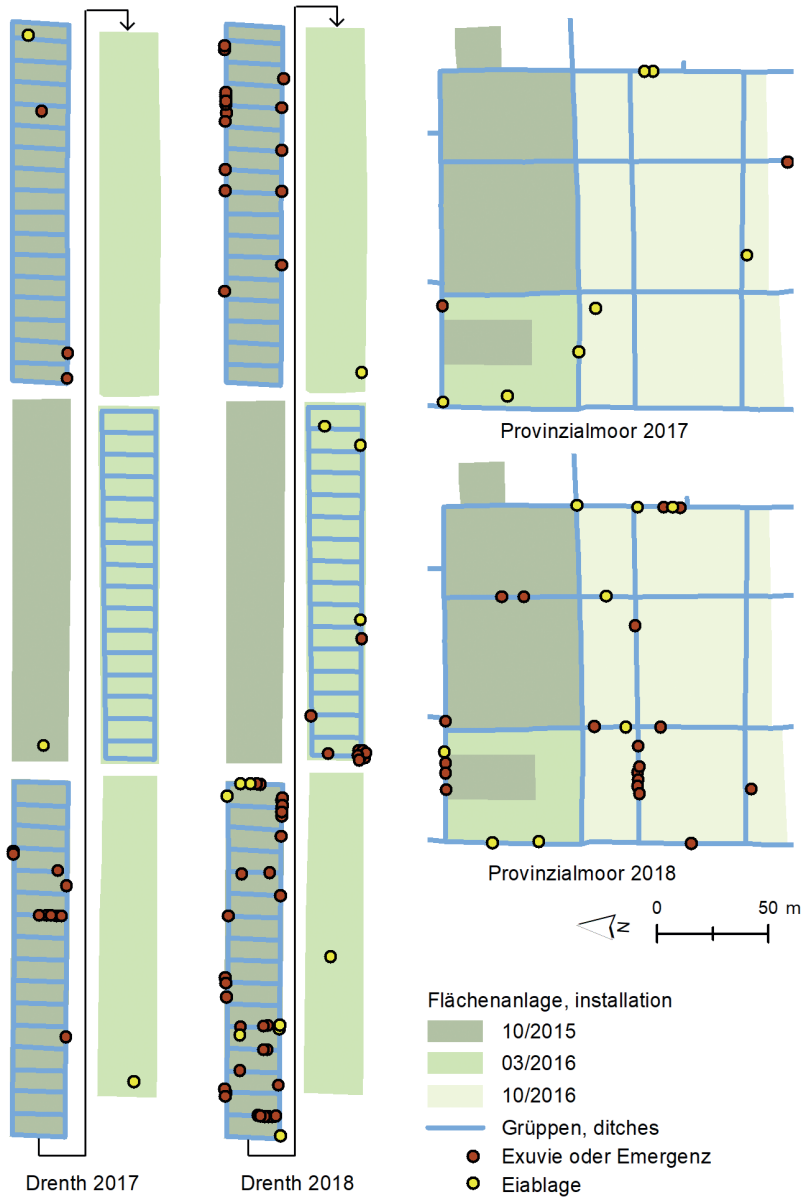 Provinzialmoor 2017
Provinzialmoor 2018
N
0 50 m
Flächenanlage, installation
10/2015
03/2016
10/2016
Grüppen, ditches
Exuvie oder Emergenz
Eiablage
Drenth 2017
Drenth 2018